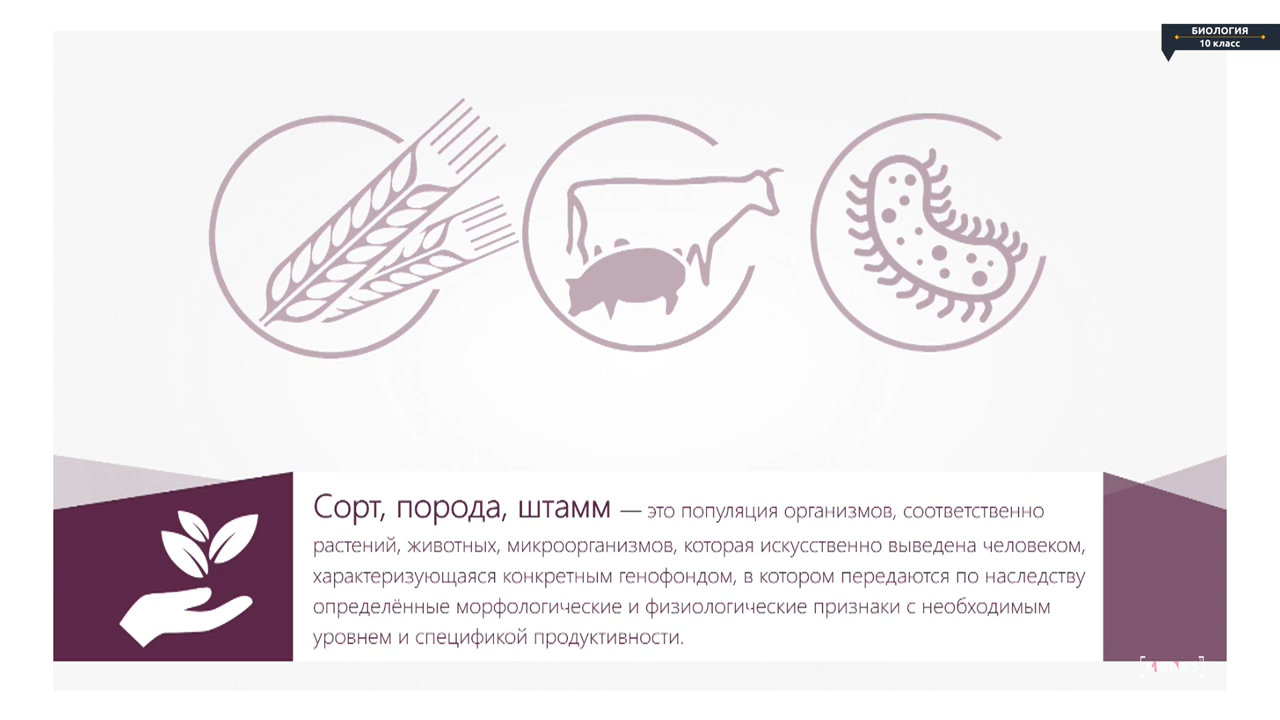 БИОЛОГИЯ
10 класс
Сорт, порода, штамм — это популяция организмов, соответственно
растений, животных, микроорганизмов, которая искусственно выведена человеком,
характеризующаяся конкретным генофондом, в котором передаются по наследству
определённые морфологические и физиологические признаки с необходимым
уровнем и спецификой продуктивности.